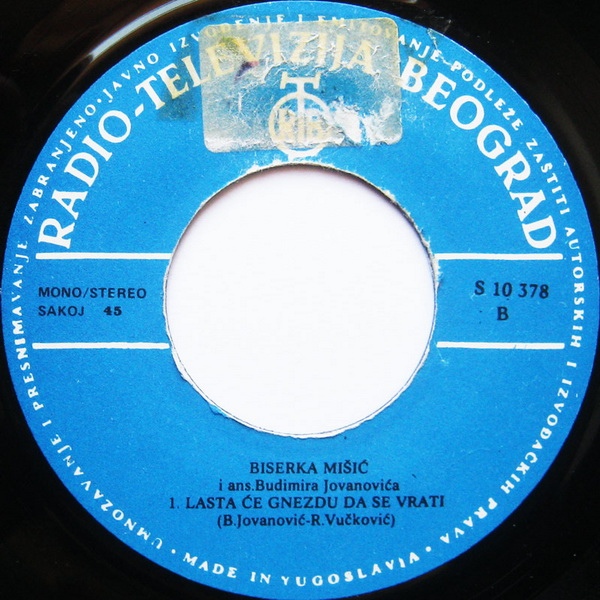 UMNOŽAVANJE I PRESNIMAVANJE ZABRANJENO • JAVNO IZVOĐENJE I EMITOVANJE PODLEŽE ZAŠTITI AUTORSKIH I IZVOĐAČKIH PRAVA •
RADIO-TELEVIZIJA BEOGRAD
MONO/STEREO
SAKOJ 45
S 10 378
B
BISERKA MIŠIĆ
i ans.Budimira Jovanovića
1. LASTA ĆE GNEZDU DA SE VRATI
(B.Jovanović-R.Vučković)
MADE IN YUGOSLAVIA